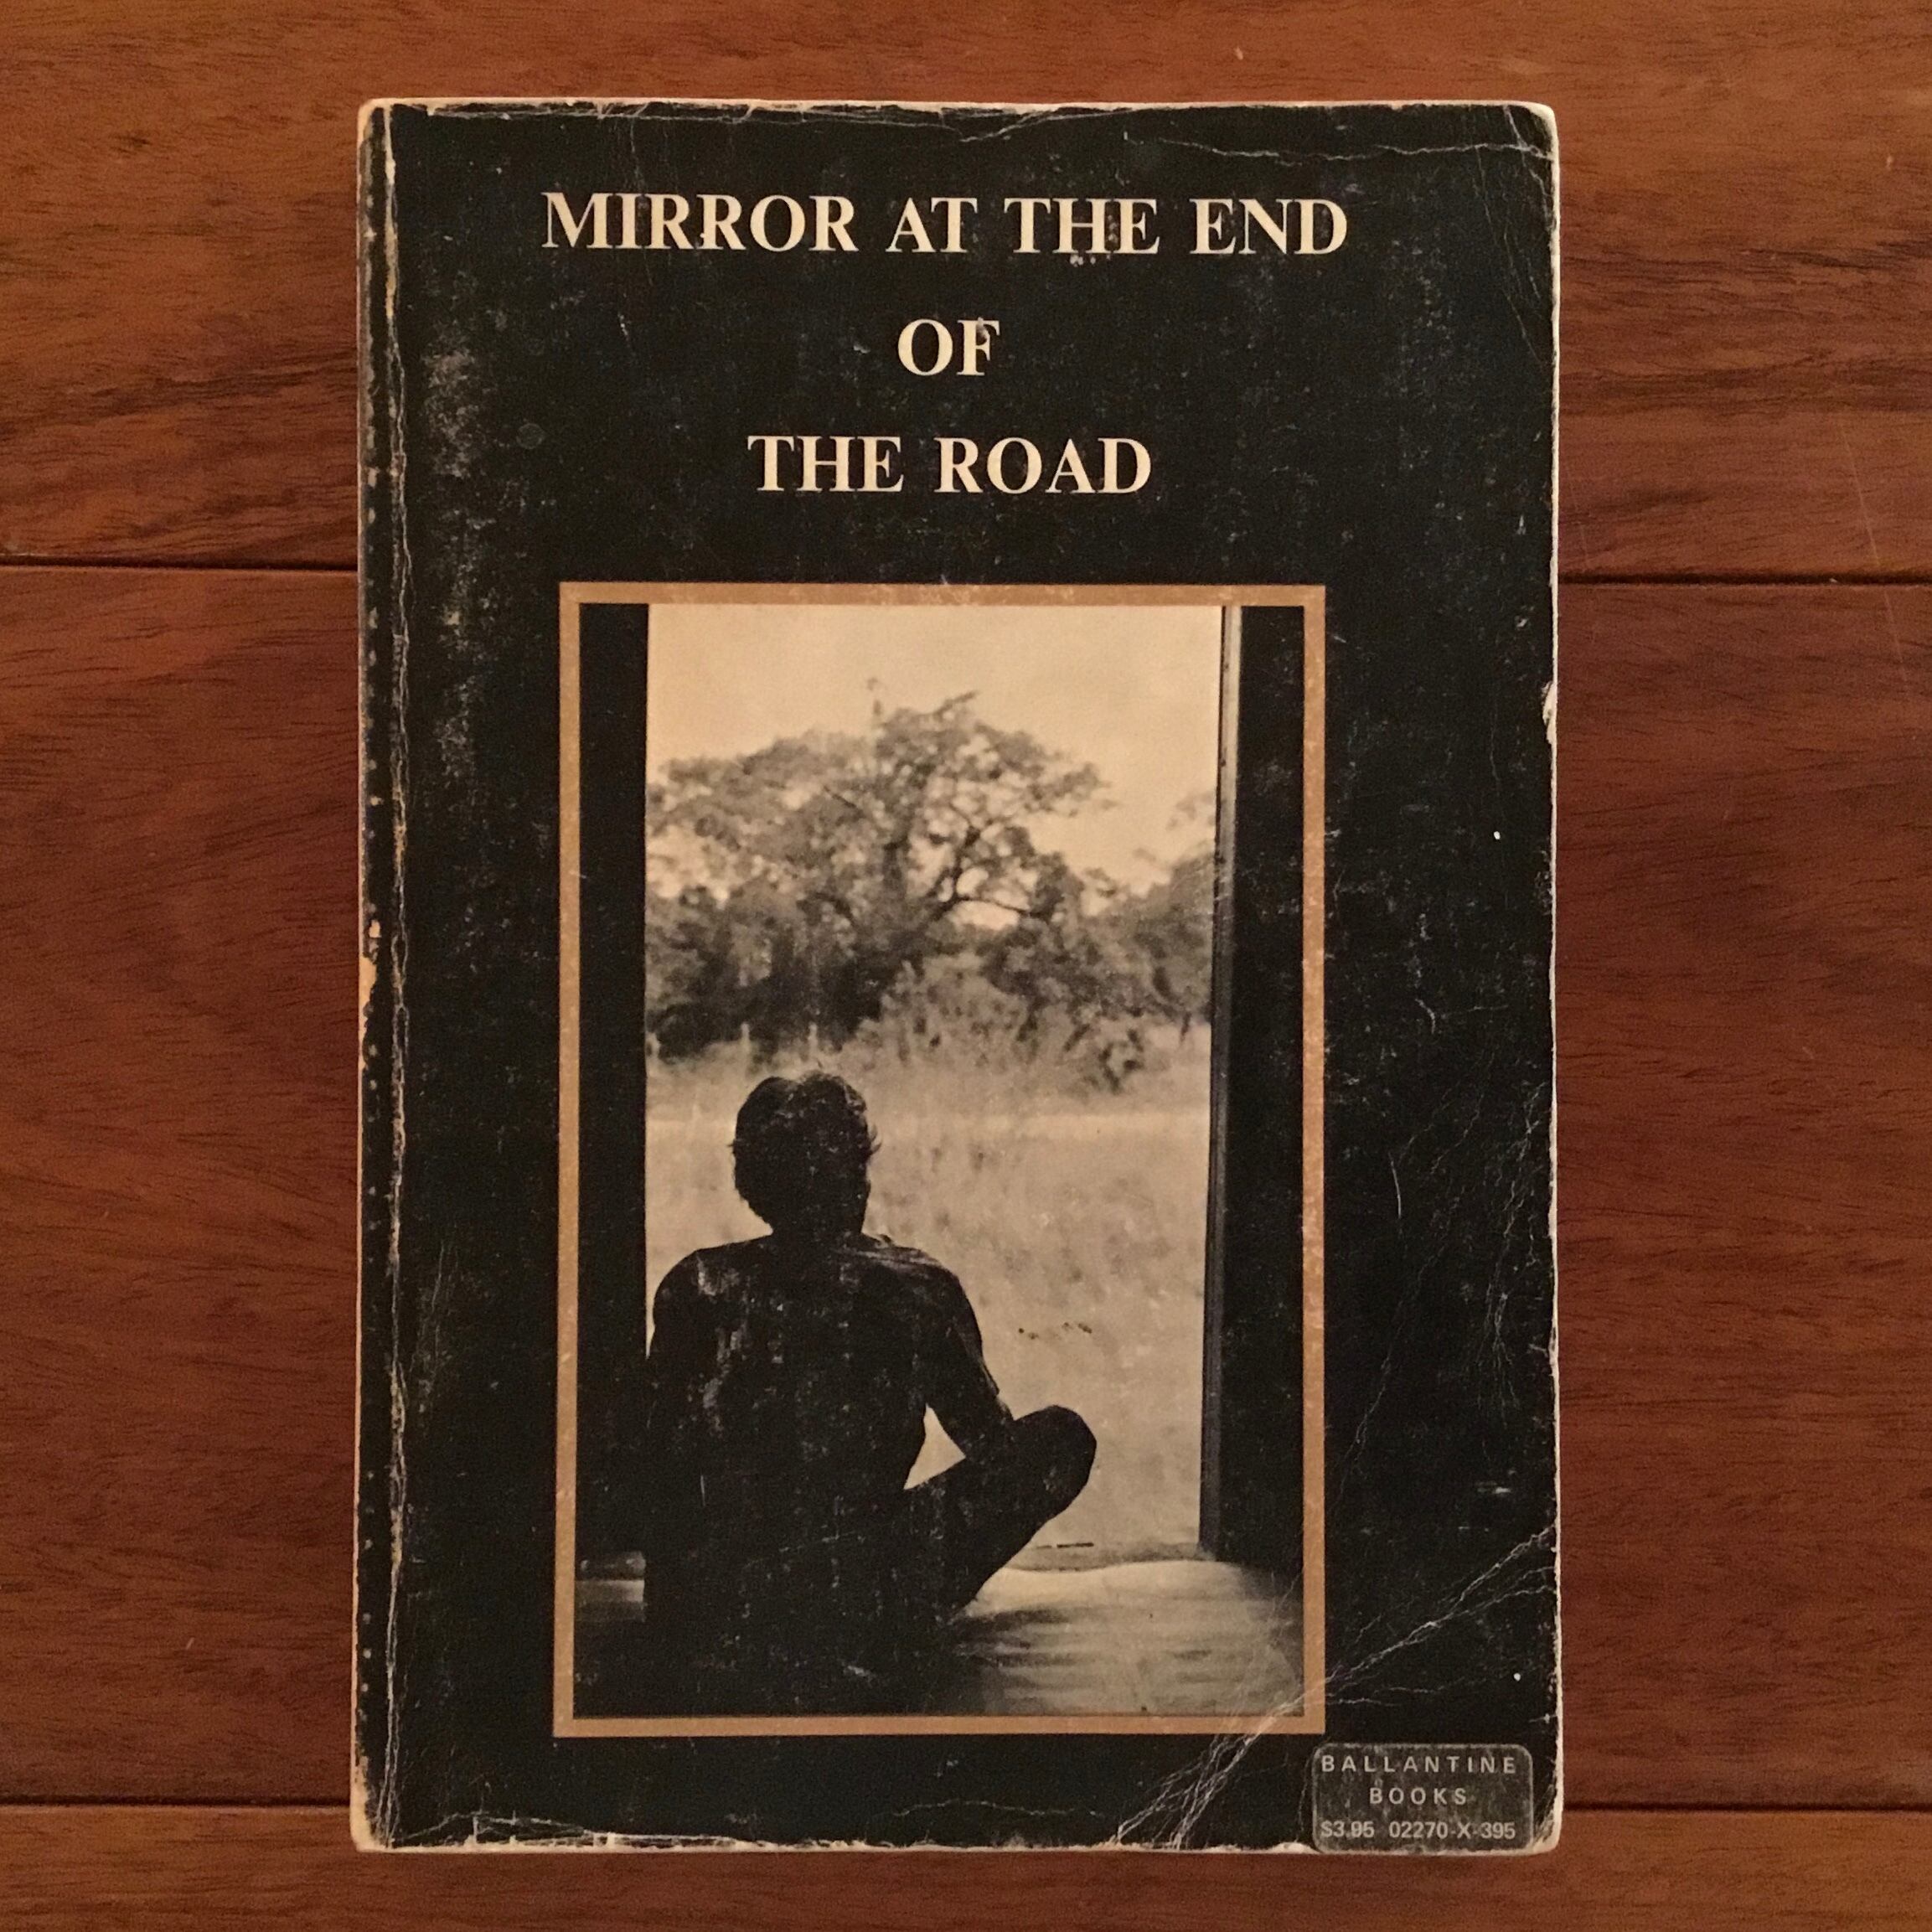 MIRROR AT THE END
OF
THE ROAD
BALLANTINE
BOOKS
$3.95 02270-X-395